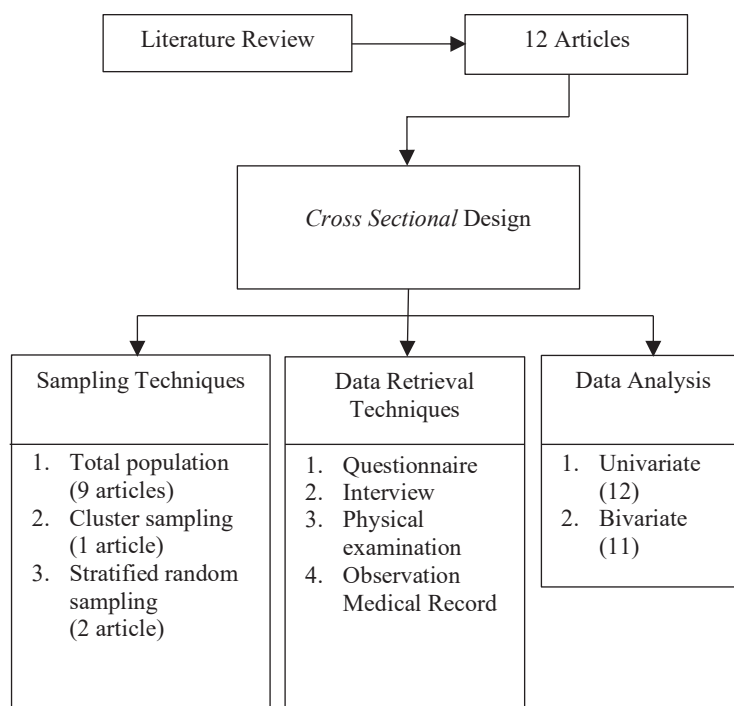 Literature Review
12 Articles
Cross Sectional Design
Sampling Techniques
1. Total population
(9 articles)
2. Cluster sampling
(1 article)
3. Stratified random
sampling
(2 article)
Data Retrieval
Techniques
1. Questionnaire
2. Interview
3. Physical
examination
4. Observation
Medical Record
Data Analysis
1. Univariate
(12)
2. Bivariate
(11)